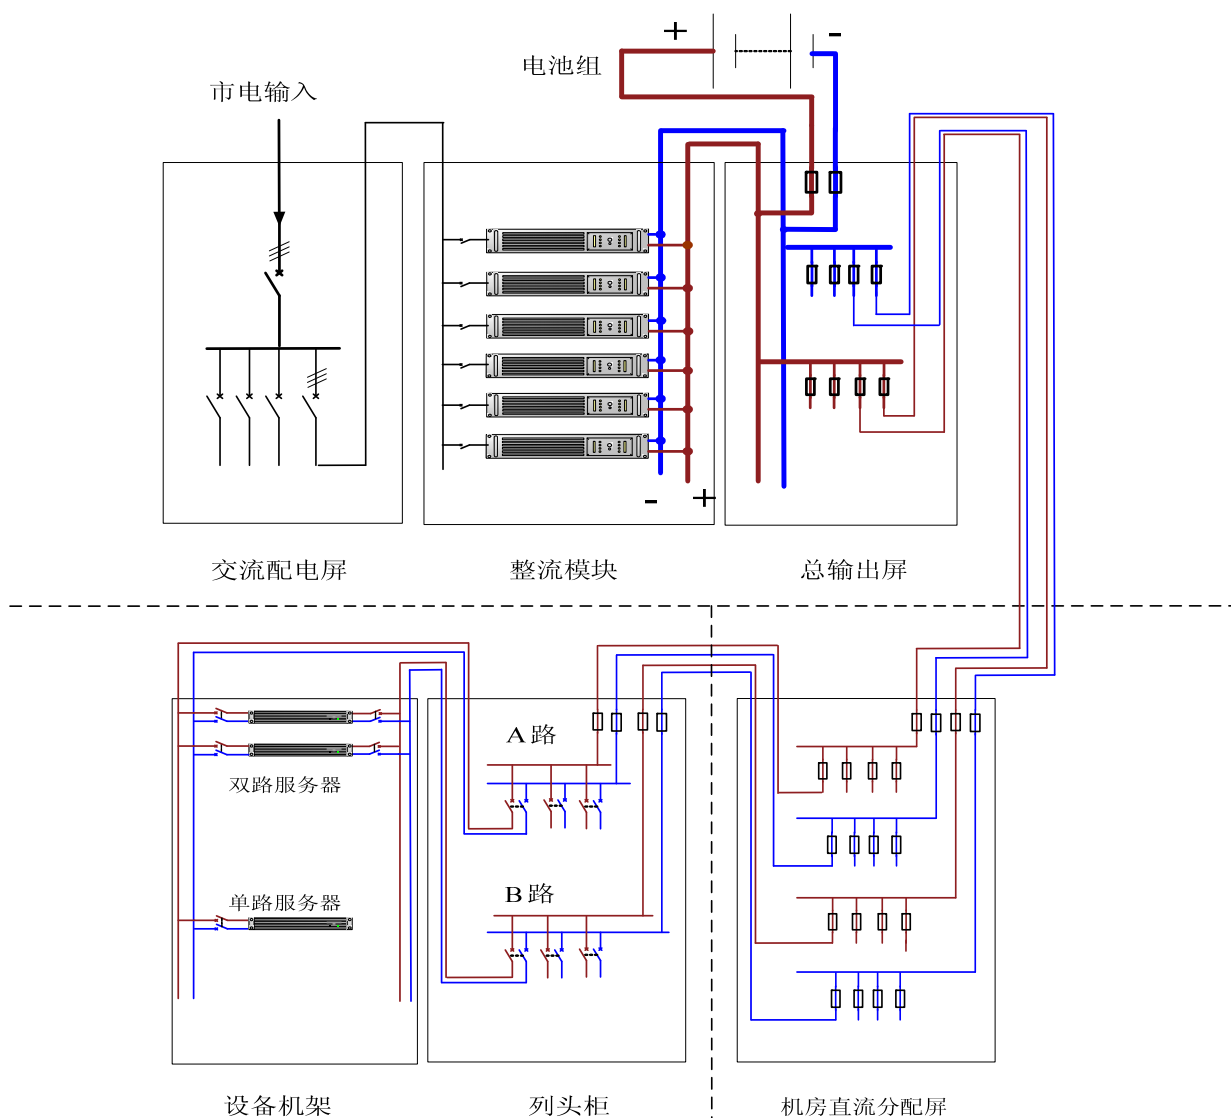 +
-
电池组
市电输入
-
+
交流配电屏
整流模块
总输出屏
A路
双路服务器
B路
单路服务器
设备机架
列头柜
机房直流分配屏